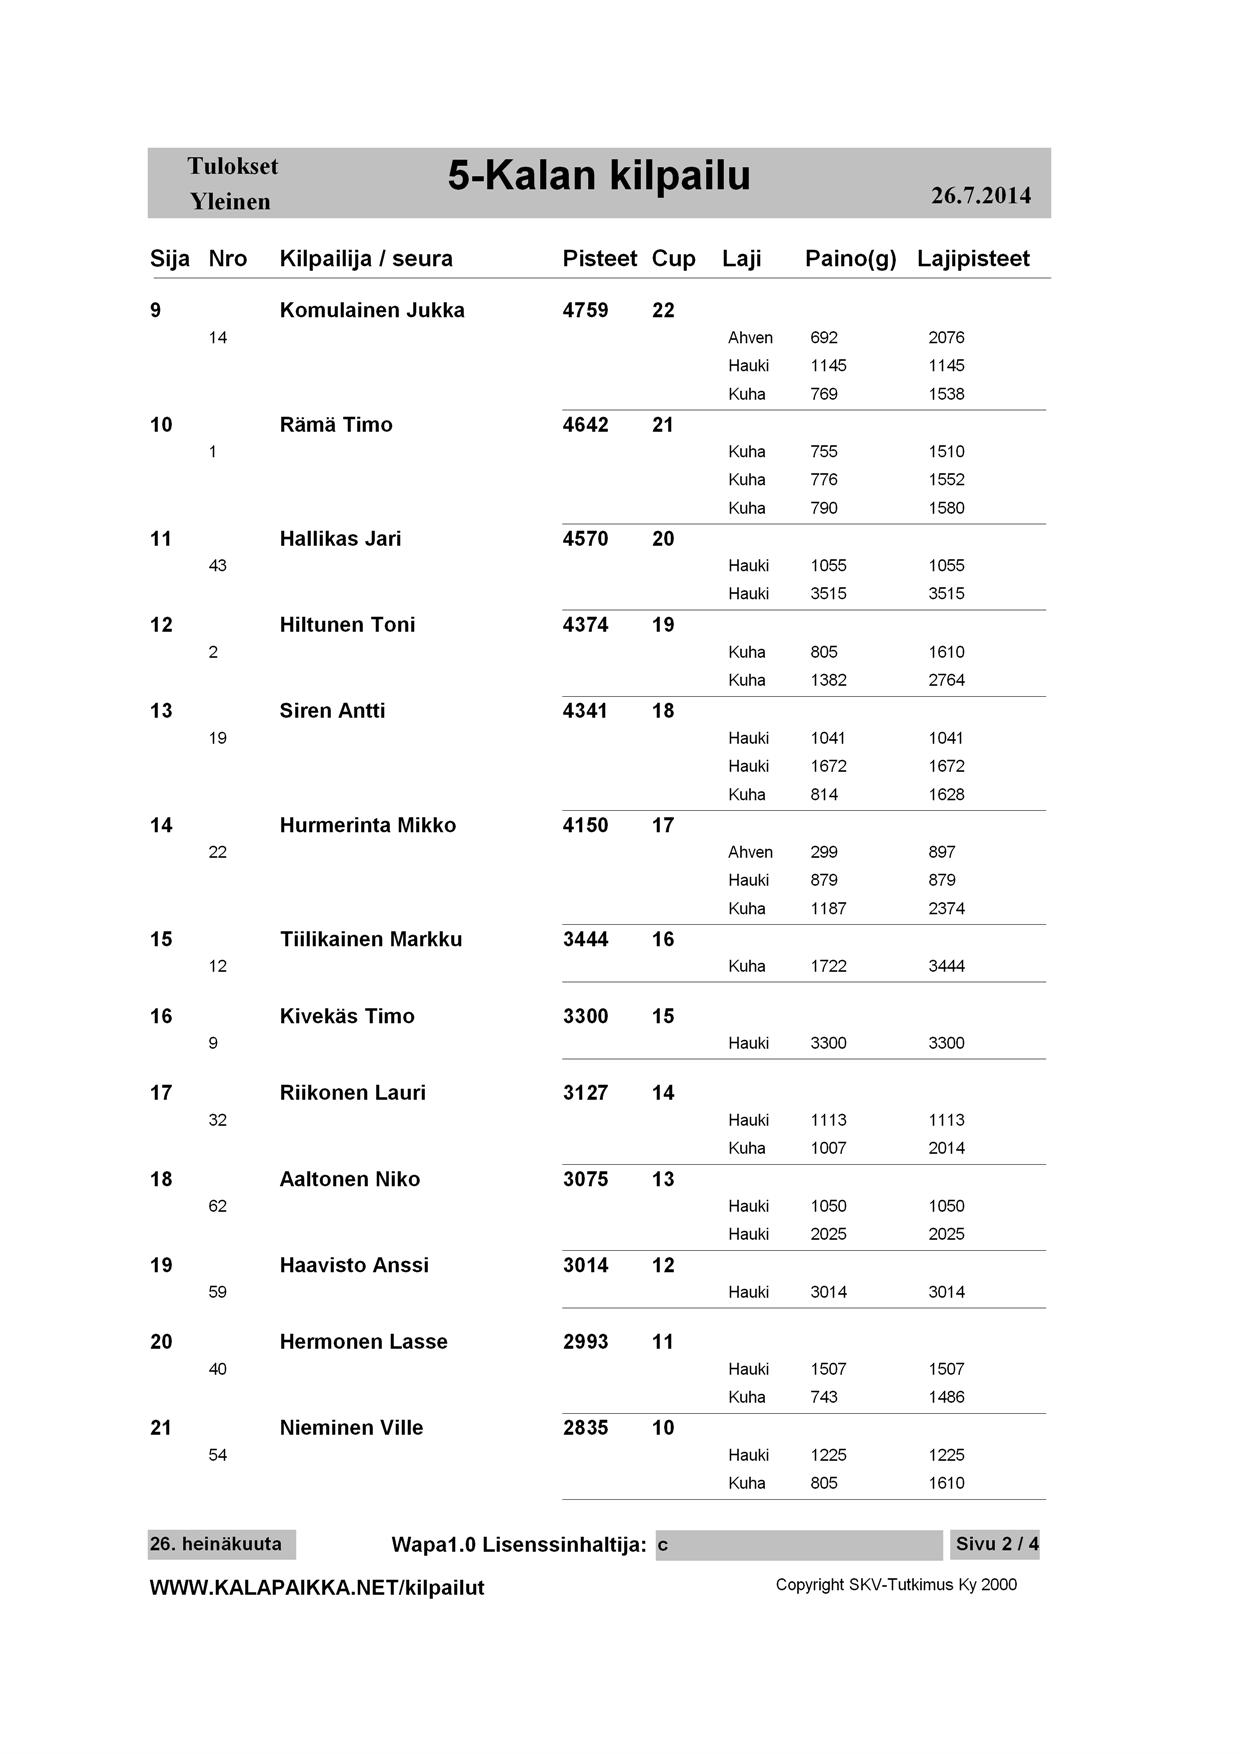 Tulokset
5-Kalan kilpailu
Yleinen
26.7.2014
Sija Nro Kilpailija / seura Pisteet Cup Laji Paino(g) Lajipisteet
9 Komulainen Jukka 4759 22
14 Ahven 692 2076
Hauki 1145 1145
Kuha 769 1538
10 Rämä Timo 4642 21
1 Kuha 755 1510
Kuha 776 1552
Kuha 790 1580
11 Hallikas Jari 4570 20
43 Hauki 1055 1055
Hauki 3515 3515
12 Hiltunen Toni 4374 19
2 Kuha 805 1610
Kuha 1382 2764
13 Siren Antti 4341 18
19 Hauki 1041 1041
Hauki 1672 1672
Kuha 814 1628
14 Hurmerinta Mikko 4150 17
22 Ahven 299 897
Hauki 879 879
Kuha 1187 2374
15 Tiilikainen Markku 3444 16
12 Kuha 1722 3444
16 Kivekäs Timo 3300 15
9 Hauki 3300 3300
17 Riikonen Lauri 3127 14
32 Hauki 1113 1113
Kuha 1007 2014
18 Aaltonen Niko 3075 13
62 Hauki 1050 1050
Hauki 2025 2025
19 Haavisto Anssi 3014 12
59 Hauki 3014 3014
20 Hermonen Lasse 2993 11
40 Hauki 1507 1507
Kuha 743 1486
21 Nieminen Ville 2835 10
54 Hauki 1225 1225
Kuha 805 1610
26. heinäkuuta Wapa1.0 Lisenssinhaltija: c Sivu 2 / 4
WWW.KALAPAIKKA.NET/kilpailut Copyright SKV-Tutkimus Ky 2000